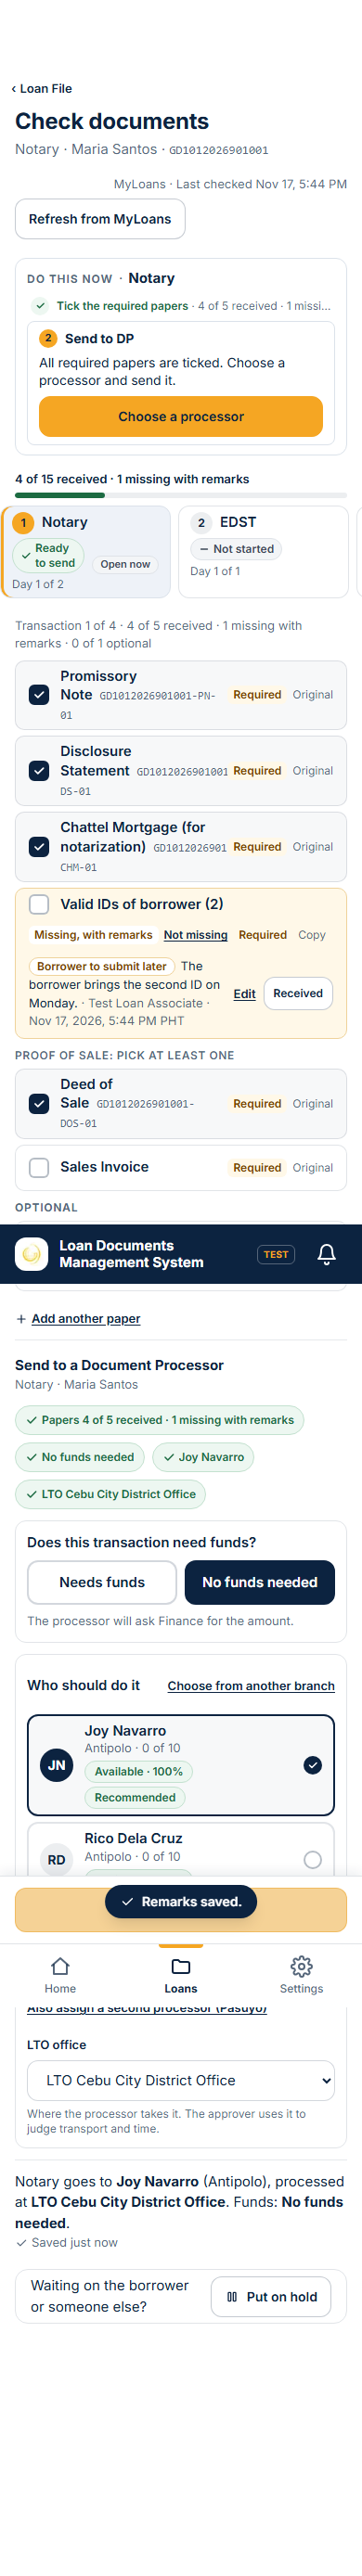 ‹ Loan File
Check documents
Notary · Maria Santos · GD1012026901001
MyLoans · Last checked Nov 17, 5:44 PM
Refresh from MyLoans
DO THIS NOW · Notary
Tick the required papers · 4 of 5 received · 1 missi...
2 Send to DP
All required papers are ticked. Choose a
processor and send it.
Choose a processor
4 of 15 received · 1 missing with remarks
1 Notary
Ready
to send
Open now
Day 1 of 2
2 EDST
Not started
Day 1 of 1
Transaction 1 of 4 · 4 of 5 received · 1 missing with
remarks · 0 of 1 optional
Promissory
Note GD1012026901001-PN-
01
Required Original
Disclosure
Statement GD1012026901001
DS-01
Required Original
Chattel Mortgage (for
notarization) GD1012026901
CHM-01
Required Original
Valid IDs of borrower (2)
Missing, with remarks Not missing Required Copy
Borrower to submit later The
borrower brings the second ID on
Monday. · Test Loan Associate ·
Nov 17, 2026, 5:44 PM PHT
Edit Received
PROOF OF SALE: PICK AT LEAST ONE
Deed of
Sale GD1012026901001-
DOS-01
Required Original
Sales Invoice
Required Original
OPTIONAL
Loan Documents
Management System
TEST
+ Add another paper
Send to a Document Processor
Notary · Maria Santos
Papers 4 of 5 received · 1 missing with remarks
No funds needed
Joy Navarro
LTO Cebu City District Office
Does this transaction need funds?
Needs funds
No funds needed
The processor will ask Finance for the amount.
Who should do it
Choose from another branch
JN
Joy Navarro
Antipolo · 0 of 10
Available · 100%
Recommended
RD
Rico Dela Cruz
Antipolo · 0 of 10
Remarks saved.
Home
Loans
Settings
Also assign a second processor (Pasuyo)
LTO office
LTO Cebu City District Office
Where the processor takes it. The approver uses it to
judge transport and time.
Notary goes to Joy Navarro (Antipolo), processed
at LTO Cebu City District Office. Funds: No funds
needed.
Saved just now
Waiting on the borrower
or someone else?
Put on hold